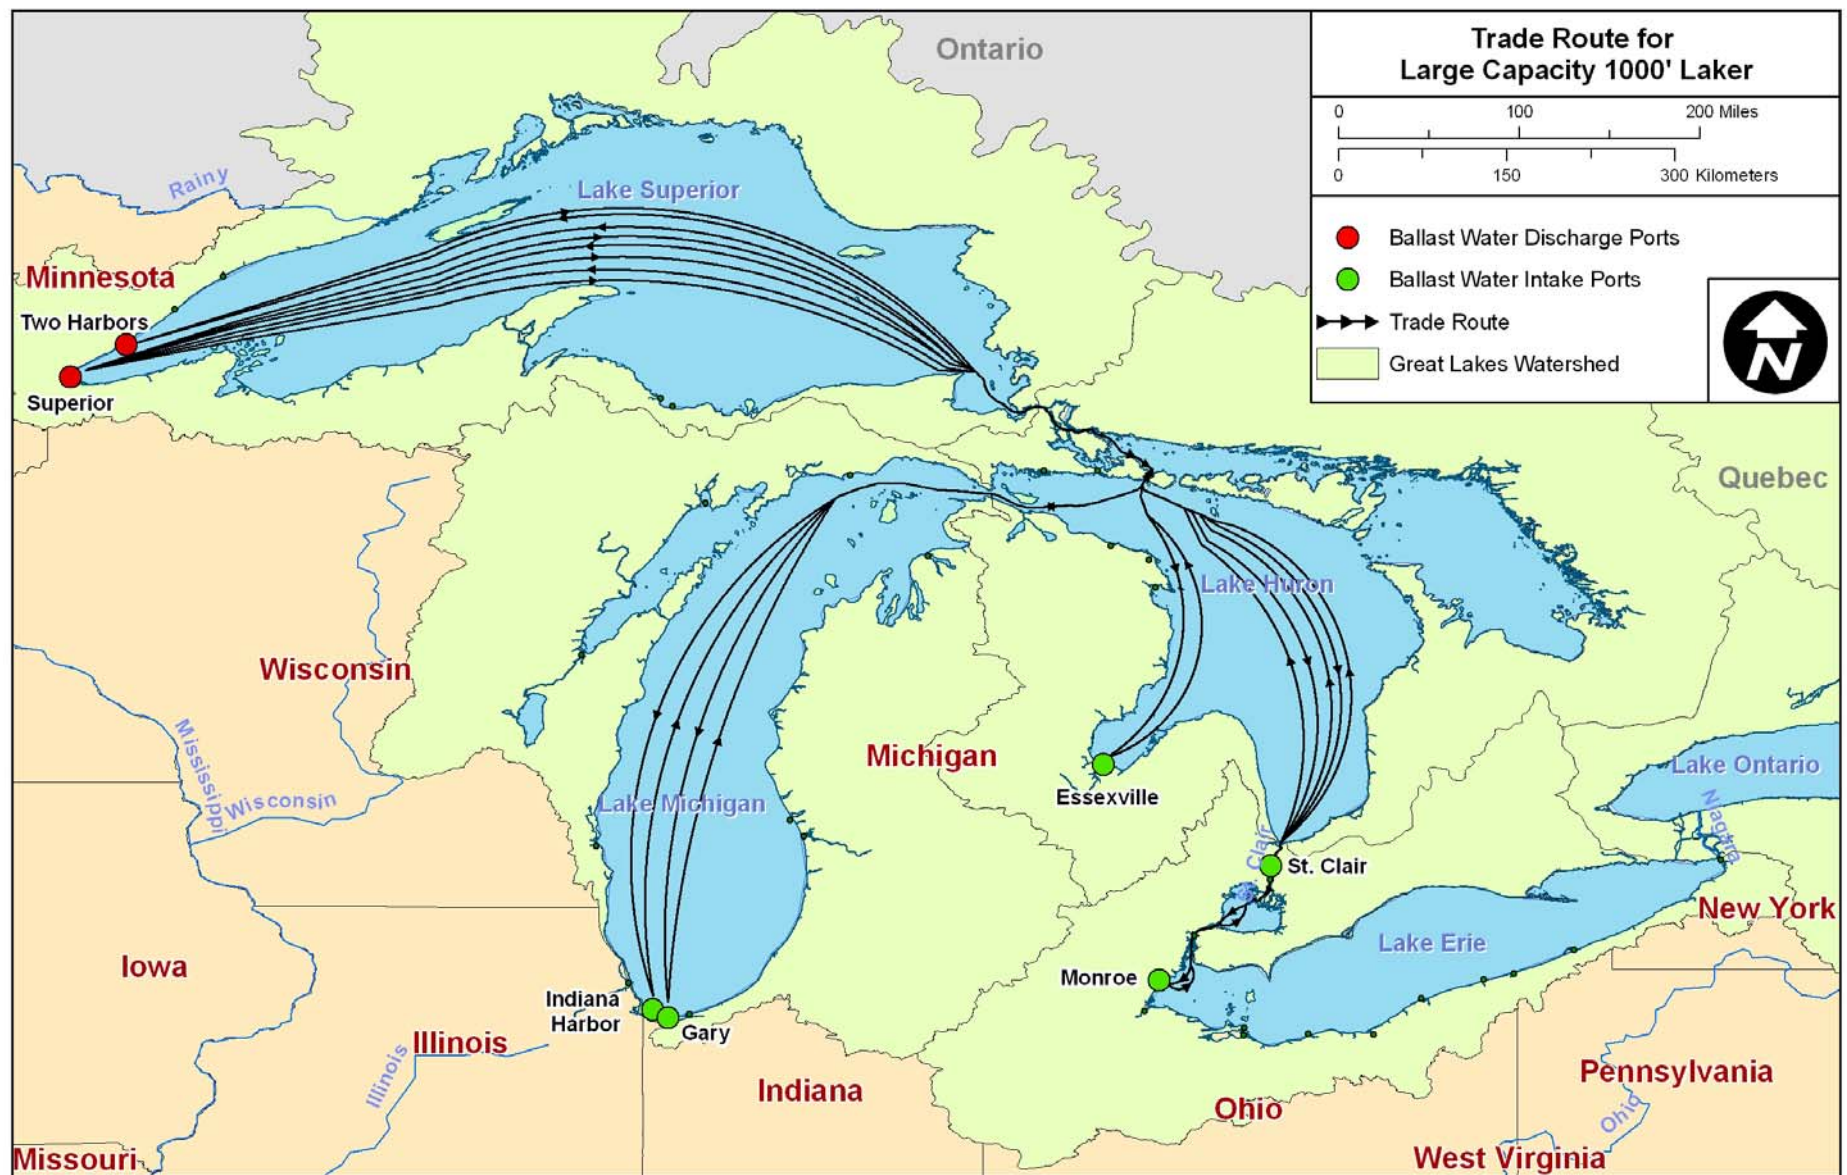 Trade Route for
Large Capacity 1000' Laker
0 100 200 Miles
0 150 300 Kilometers
Ballast Water Discharge Ports
Ballast Water Intake Ports
Trade Route
Great Lakes Watershed
N
Ontario
Rainy
Lake Superior
Minnesota
Two Harbors
Superior
Quebec
Lake Huron
Wisconsin
Mississippi
Wisconsin
Michigan
Lake Michigan
Essexville
Lake Ontario
Niagara
St. Clair
St. Clair
New York
Lake Erie
Iowa
Monroe
Indiana
Harbor
Gary
Illinois
Illinois
Indiana
Pennsylvania
Ohio
Ohio
Missouri
West Virginia